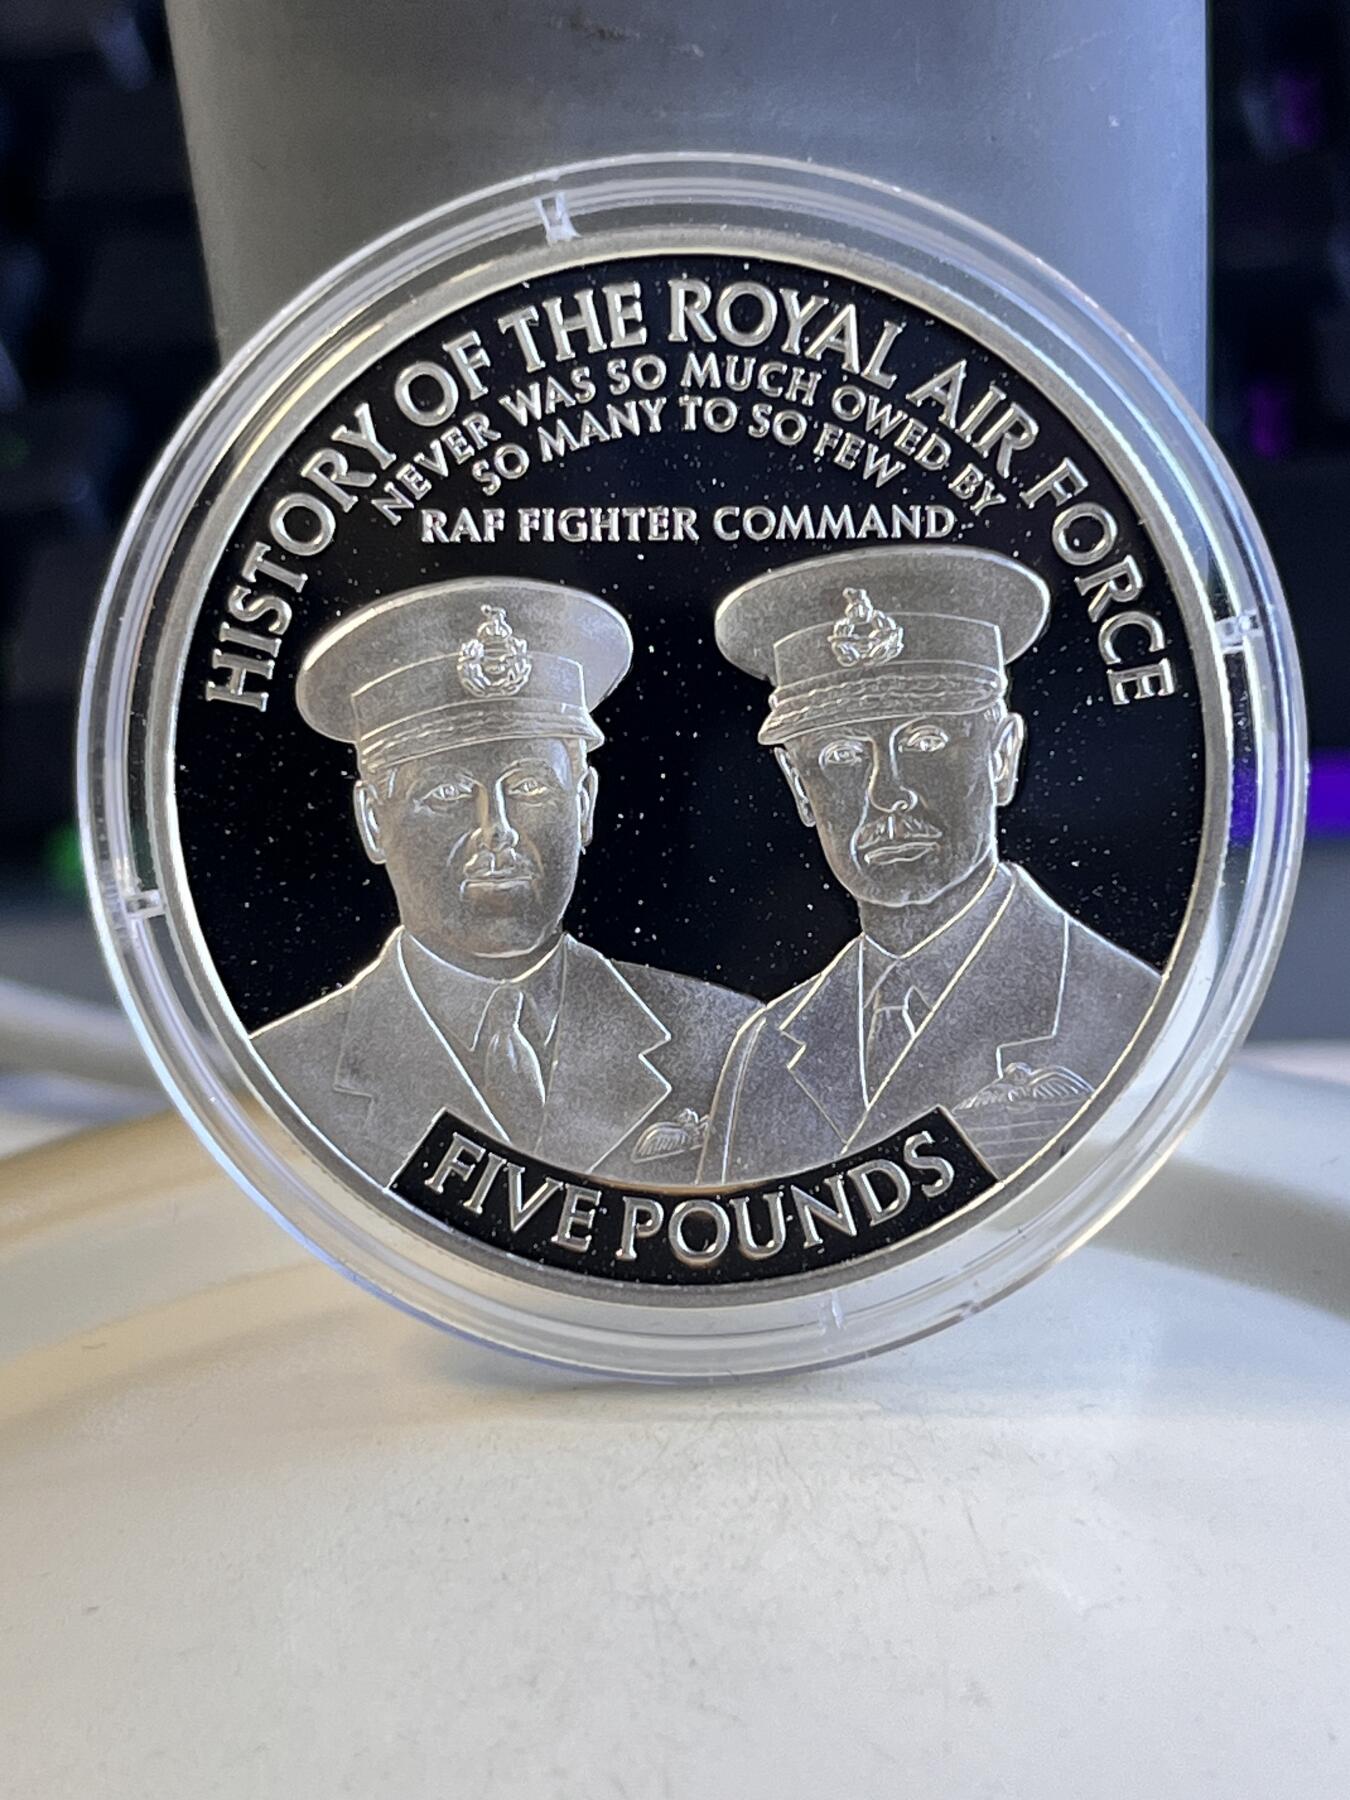 HISTORY OF THE ROYAL AIR FORCE
NEVER WAS SO MUCH OWED BY
SO MANY TO SO FEW
RAF FIGHTER COMMAND
FIVE POUNDS